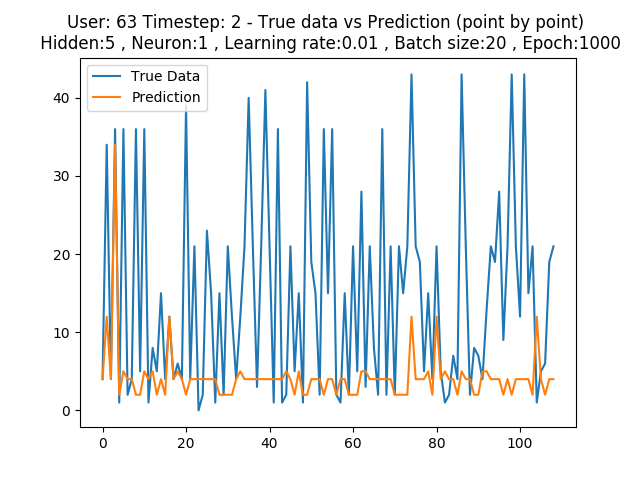 User: 63 Timestep: 2 - True data vs Prediction (point by point)
Hidden:5 , Neuron:1 , Learning rate:0.01 , Batch size:20 , Epoch:1000
True Data
Prediction
40
30
20
10
0
0 20 40 60 80 100